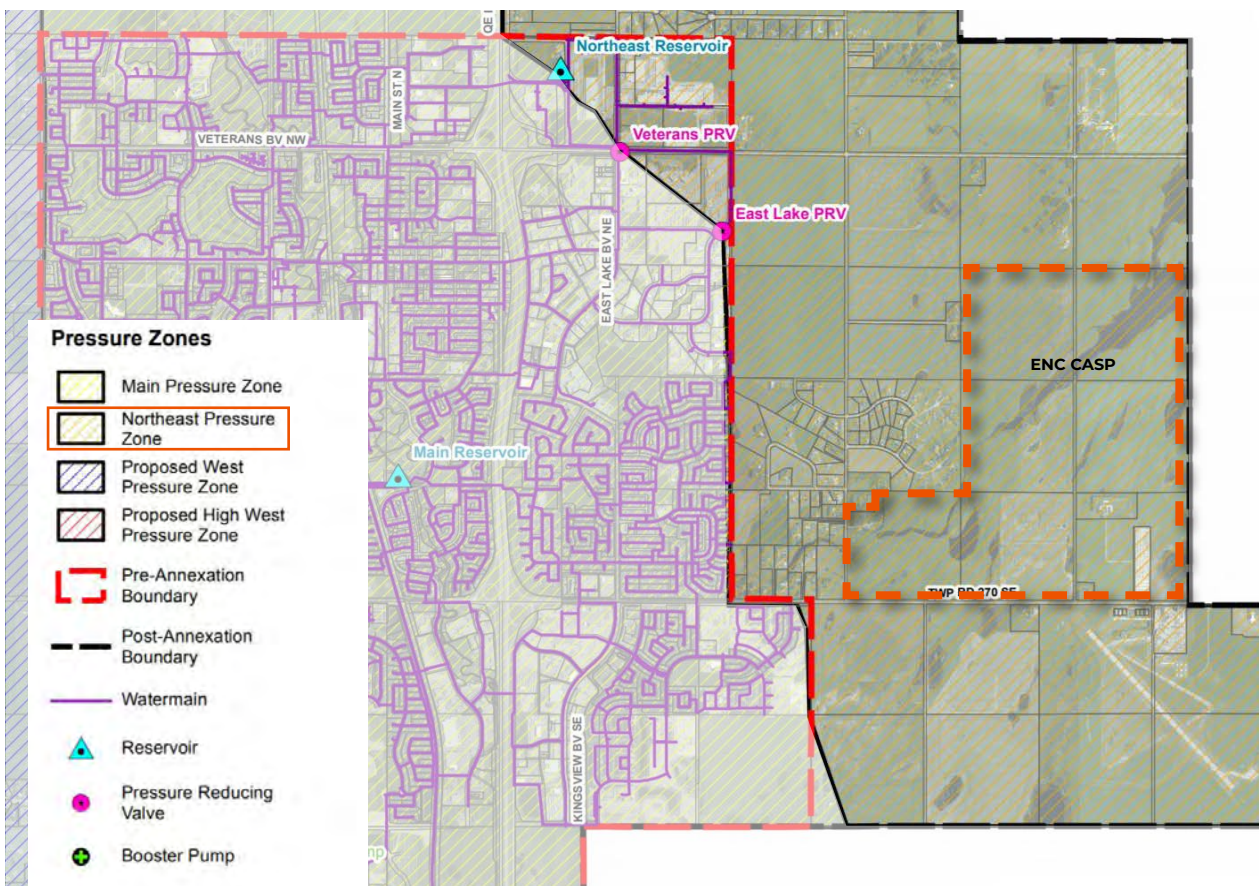 QE I
Northeast Reservoir
MAIN ST N
VETERANS BV NW
Veterans PRV
East Lake PRV
EAST LAKE BV NE
ENC CASP
Main Reservoir
TWP RD 270 SE
KINGSVIEW BV SE
Pressure Zones
Main Pressure Zone
Northeast Pressure
Zone
Proposed West
Pressure Zone
Proposed High West
Pressure Zone
Pre-Annexation
Boundary
Post-Annexation
Boundary
Watermain
Reservoir
Pressure Reducing
Valve
Booster Pump
mp